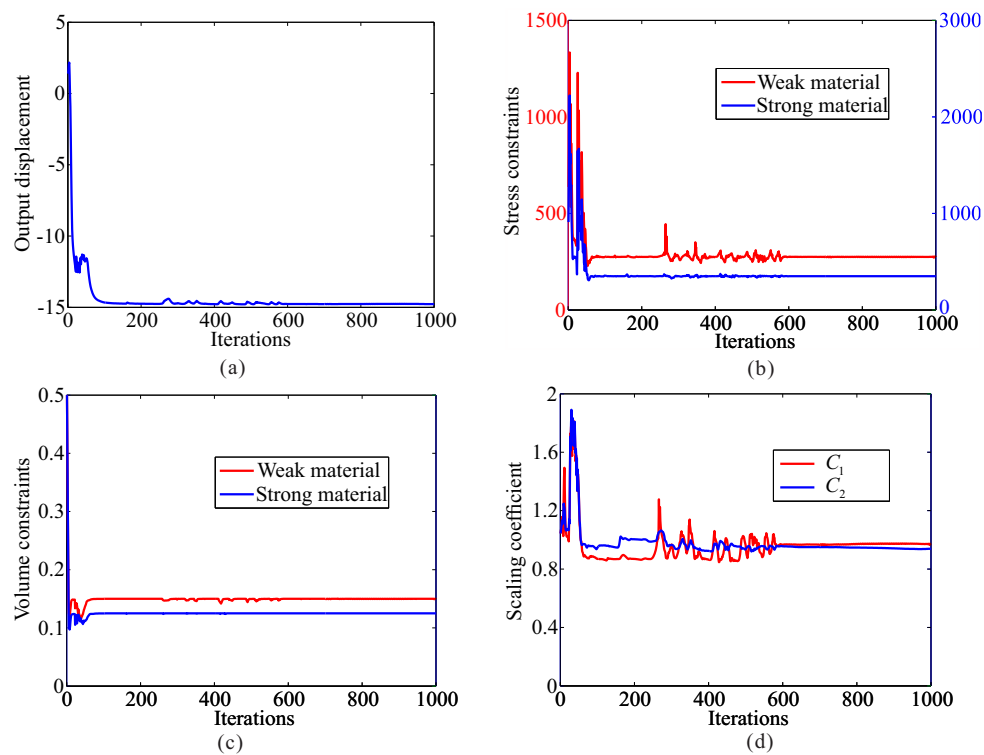 5
0
-5
-10
-15
Output displacement
0
200
400
600
800
1000
Iterations
(a)
1500
1000
500
0
Stress constraints
3000
2000
1000
0
Weak material
Strong material
0
200
400
600
800
1000
Iterations
(b)
0.5
0.4
0.3
0.2
0.1
0
Volume constraints
Weak material
Strong material
0
200
400
600
800
1000
Iterations
(c)
2
1.6
1.2
0.8
0.4
0
Scaling coefficient
C1
C2
0
200
400
600
800
1000
Iterations
(d)